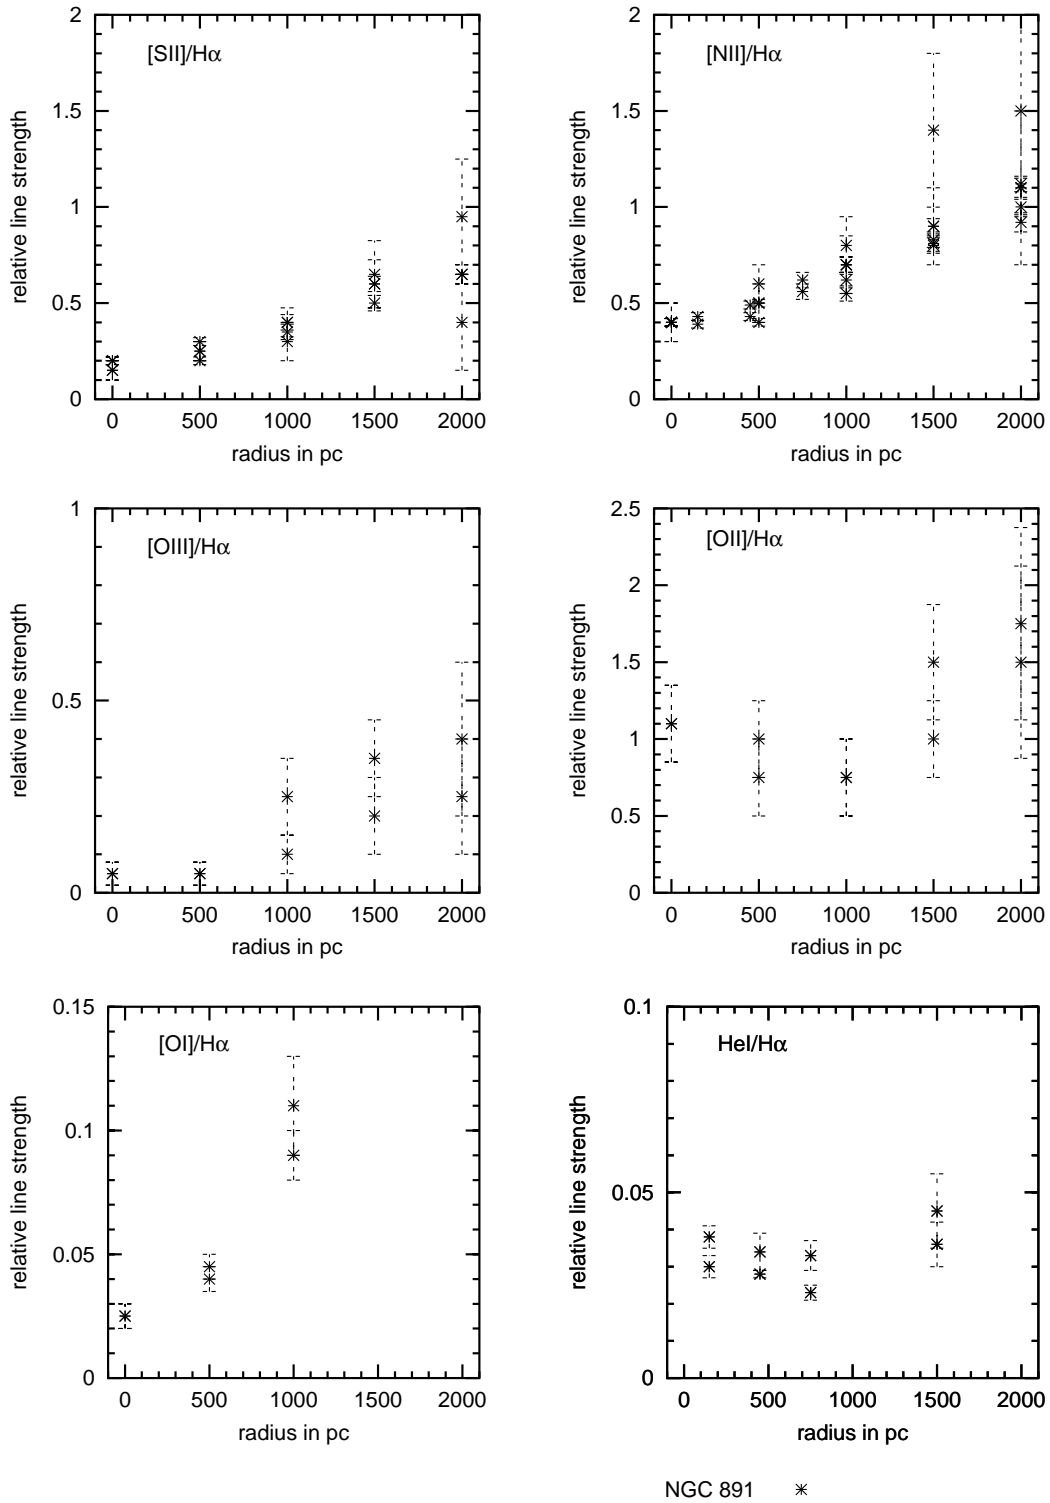 [SII]/Hα
relative line strength
2
1.5
1
0.5
0
0 500 1000 1500 2000
radius in pc
[NII]/Hα
relative line strength
2
1.5
1
0.5
0
0 500 1000 1500 2000
radius in pc
[OIII]/Hα
relative line strength
1
0.5
0
0 500 1000 1500 2000
radius in pc
[OII]/Hα
relative line strength
2.5
2
1.5
1
0.5
0
0 500 1000 1500 2000
radius in pc
[OI]/Hα
relative line strength
0.15
0.1
0.05
0
0 500 1000 1500 2000
radius in pc
HeI/Hα
relative line strength
0.1
0.05
0
0 500 1000 1500 2000
radius in pc
NGC 891